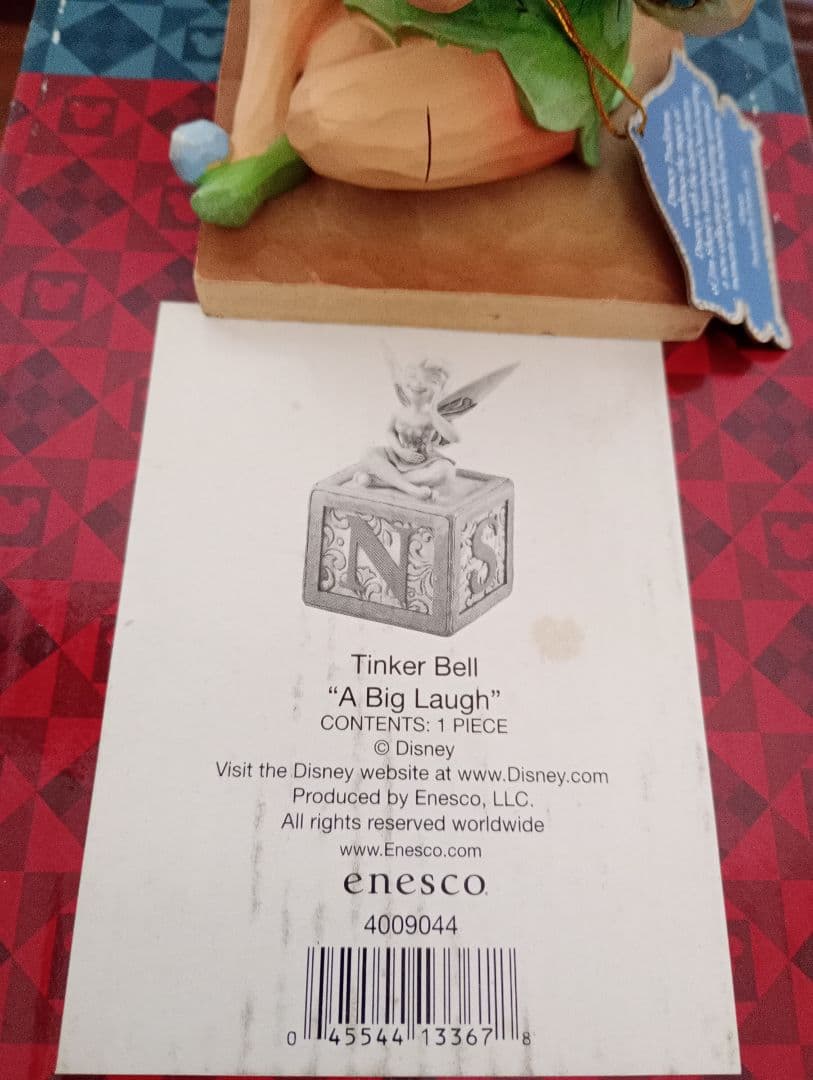 N S
Tinker Bell
“A Big Laugh”
CONTENTS: 1 PIECE
© Disney
Visit the Disney website at www.Disney.com
Produced by Enesco, LLC.
All rights reserved worldwide
www.Enesco.com
enesco.
4009044
0 45544 13367 8